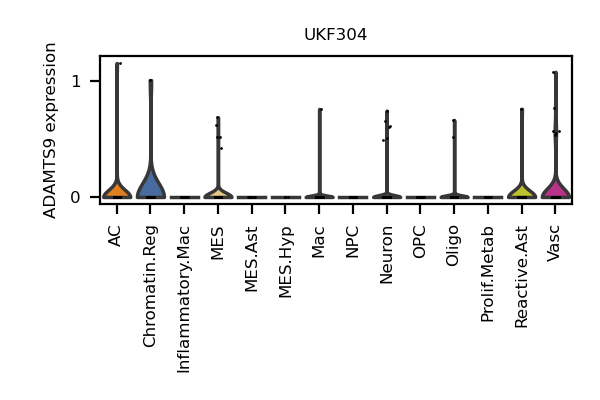 UKF304
ADAMTS9 expression
1
0
AC
Chromatin.Reg
Inflammatory.Mac
MES
MES.Ast
MES.Hyp
Mac
NPC
Neuron
OPC
Oligo
Prolif.Metab
Reactive.Ast
Vasc